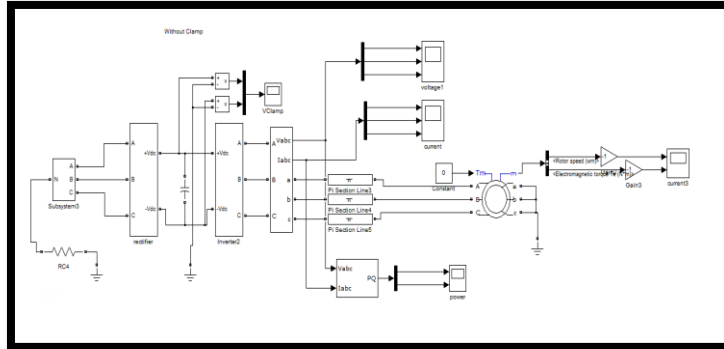 Without Clamp
+
-
+
-
VClamp
voltage1
current
N
A
B
C
Subsystem3
A
B
C
+Vdc
-Vdc
rectifier
+Vdc
-Vdc
A
B
C
Inverter2
A
B
C
Vabc
Iabc
a
b
c
Pi Section Line3
Pi Section Line4
Pi Section Line5
0
Constant
Tm
m
A
B
C
a
b
c
<Rotor speed (wm)>
<Electromagnetic torque
-1
-1
Gain3
current3
RC4
Vabc
Iabc
PQ
power